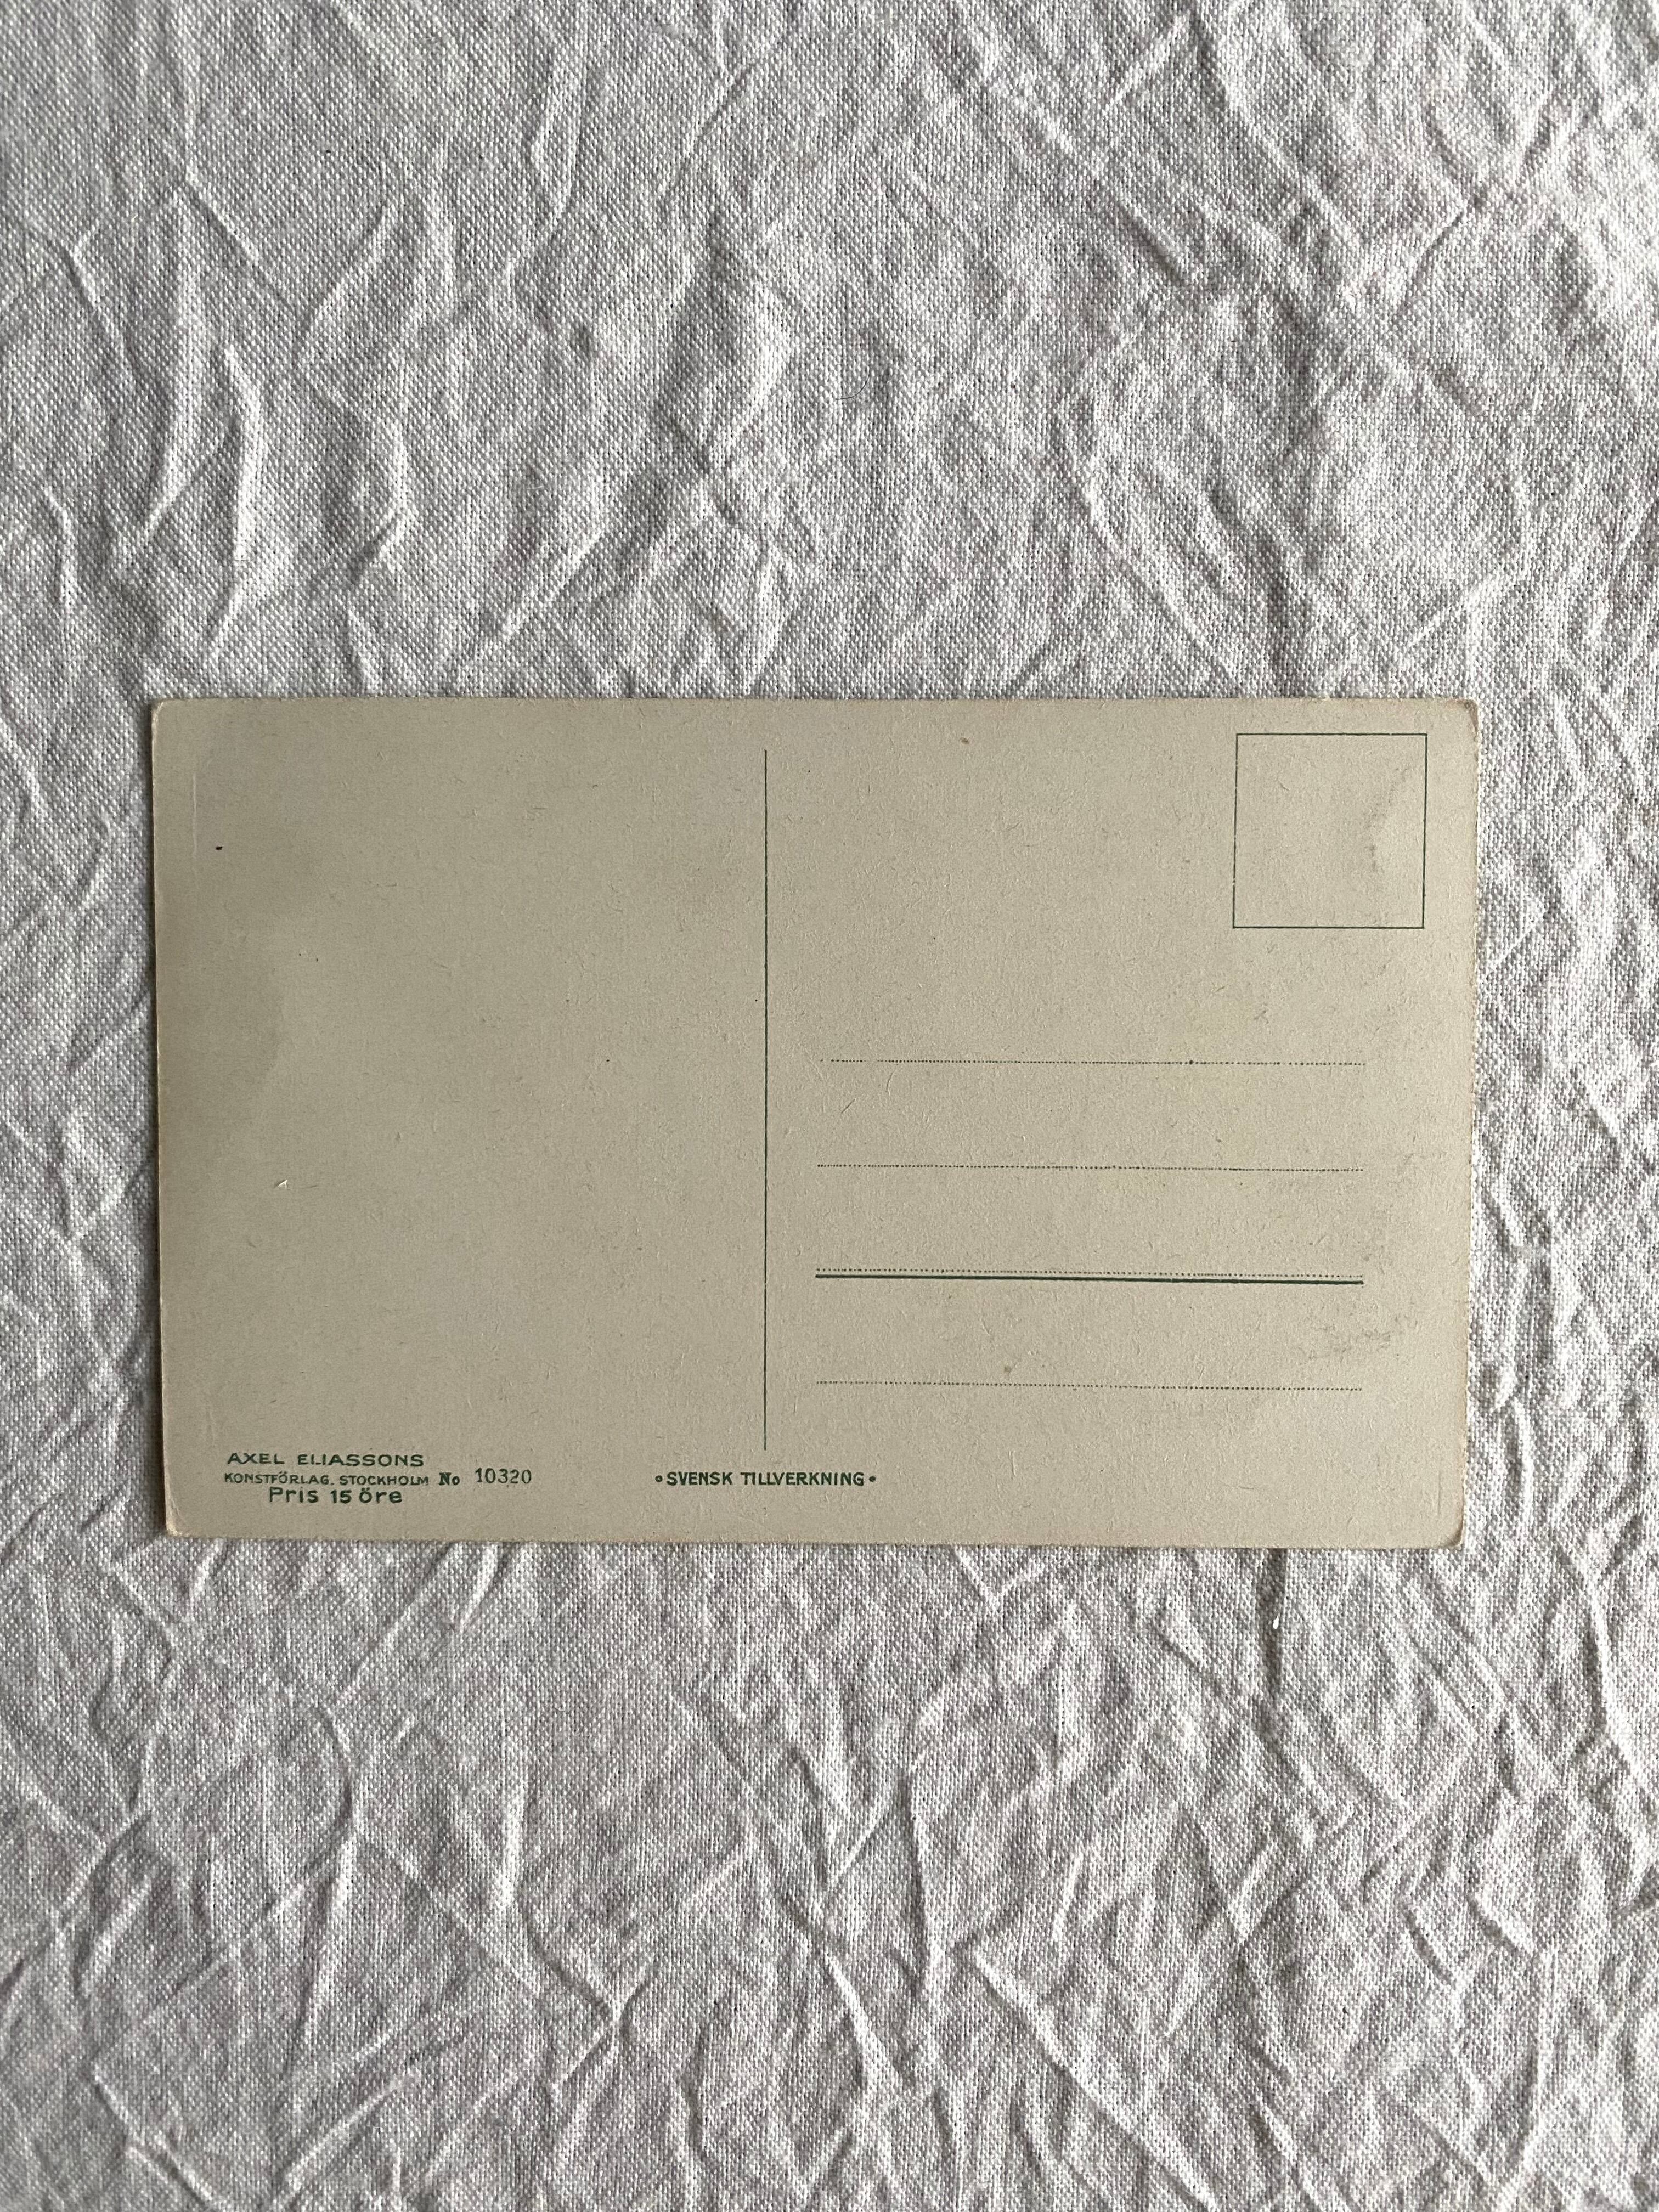 AXEL ELIASSONS
KONSTFÖRLAG. STOCKHOLM No 10320
Pris 15 öre
•SVENSK TILLVERKNING•